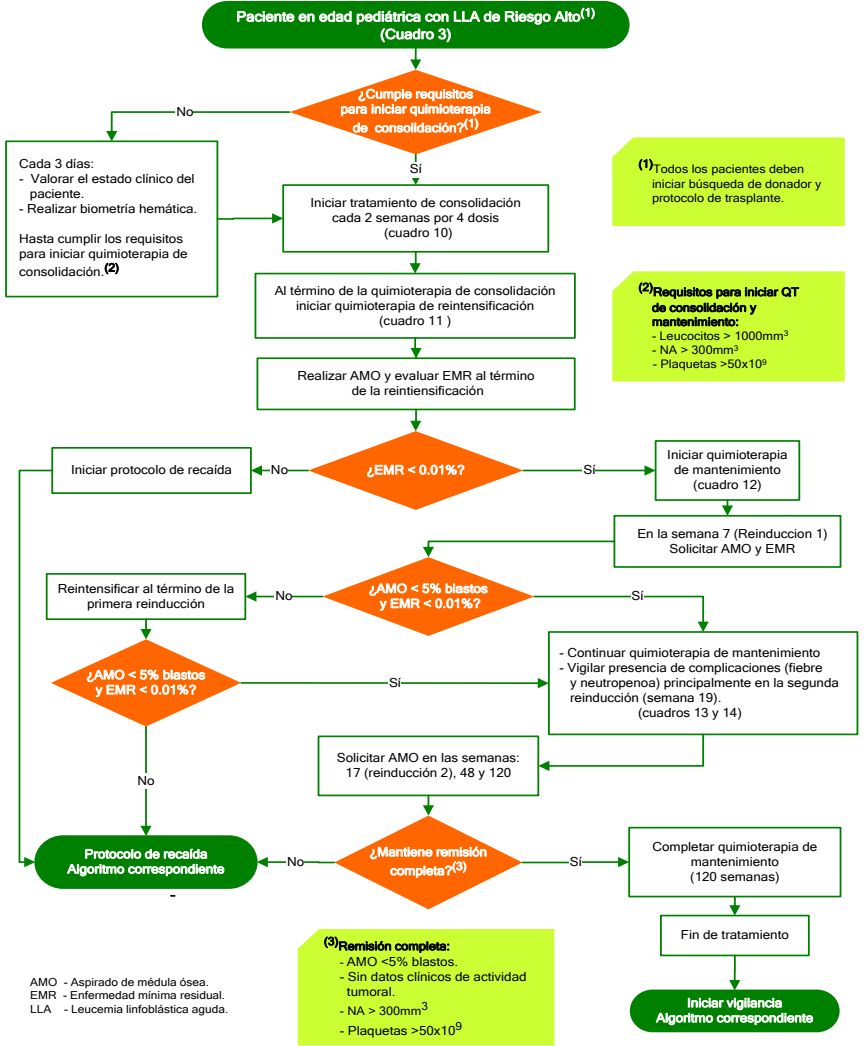 Paciente en edad pediátrica con LLA de Riesgo Alto(1)
(Cuadro 3)
¿Cumple requisitos
para iniciar quimioterapia
de consolidación?(1)
No
Sí
Cada 3 días:
- Valorar el estado clínico del
paciente.
- Realizar biometría hemática.
Hasta cumplir los requisitos
para iniciar quimioterapia de
consolidación.(2)
(1)Todos los pacientes deben
iniciar búsqueda de donador y
protocolo de trasplante.
Iniciar tratamiento de consolidación
cada 2 semanas por 4 dosis
(cuadro 10)
Al término de la quimioterapia de consolidación
iniciar quimioterapia de reintensificación
(cuadro 11 )
(2)Requisitos para iniciar QT
de consolidación y
mantenimiento:
- Leucocitos > 1000mm3
- NA > 300mm3
- Plaquetas >50x109
Realizar AMO y evaluar EMR al término
de la reintiensificación
¿EMR < 0.01%?
No
Iniciar protocolo de recaída
Sí
Iniciar quimioterapia
de mantenimiento
(cuadro 12)
En la semana 7 (Reinduccion 1)
Solicitar AMO y EMR
¿AMO < 5% blastos
y EMR < 0.01%?
No
Sí
Reintensificar al término de la
primera reinducción
¿AMO < 5% blastos
y EMR < 0.01%?
Sí
No
- Continuar quimioterapia de mantenimiento
- Vigilar presencia de complicaciones (fiebre
y neutropenoa) principalmente en la segunda
reinducción (semana 19).
(cuadros 13 y 14)
Solicitar AMO en las semanas:
17 (reinducción 2), 48 y 120
¿Mantiene remisión
completa?(3)
No
Sí
Protocolo de recaída
Algoritmo correspondiente
-
Completar quimioterapia de
mantenimiento
(120 semanas)
Fin de tratamiento
Iniciar vigilancia
Algoritmo correspondiente
(3)Remisión completa:
- AMO <5% blastos.
- Sin datos clínicos de actividad
tumoral.
- NA > 300mm3
- Plaquetas >50x109
AMO - Aspirado de médula ósea.
EMR - Enfermedad mínima residual.
LLA - Leucemia linfoblástica aguda.